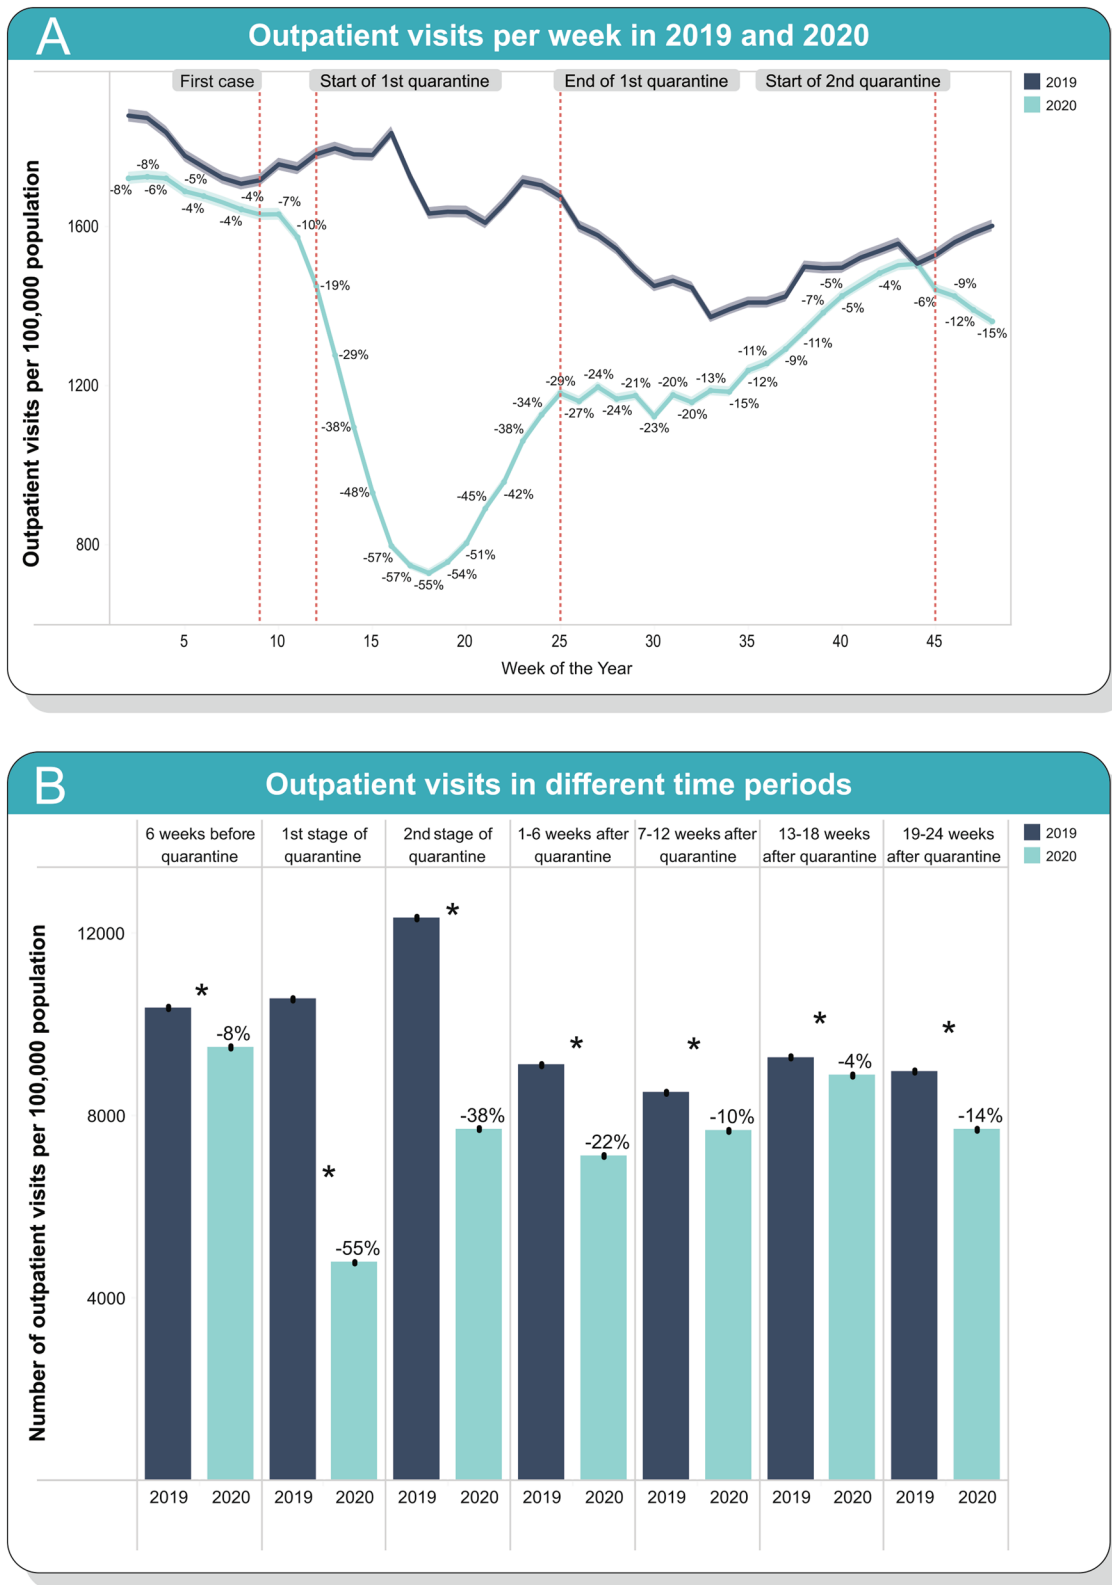 A
Outpatient visits per week in 2019 and 2020
First case
Start of 1st quarantine
End of 1st quarantine
Start of 2nd quarantine
2019
2020
Outpatient visits per 100,000 population
1600
1200
800
-8%
-8%
-6%
-5%
-4%
-4%
-4%
-7%
-10%
-19%
-29%
-38%
-48%
-57%
-57%
-55%
-54%
-51%
-45%
-42%
-38%
-34%
-29%
-27%
-24%
-24%
-21%
-23%
-20%
-20%
-13%
-15%
-11%
-12%
-9%
-11%
-7%
-5%
-5%
-4%
-6%
-9%
-12%
-15%
5 10 15 20 25 30 35 40 45
Week of the Year
B
Outpatient visits in different time periods
6 weeks before
quarantine
1st stage of
quarantine
2nd stage of
quarantine
1-6 weeks after
quarantine
7-12 weeks after
quarantine
13-18 weeks
after quarantine
19-24 weeks
after quarantine
2019
2020
Number of outpatient visits per 100,000 population
12000
8000
4000
*
-8%
*
-55%
*
-38%
*
-22%
*
-10%
*
-4%
*
-14%
2019 2020 2019 2020 2019 2020 2019 2020 2019 2020 2019 2020 2019 2020